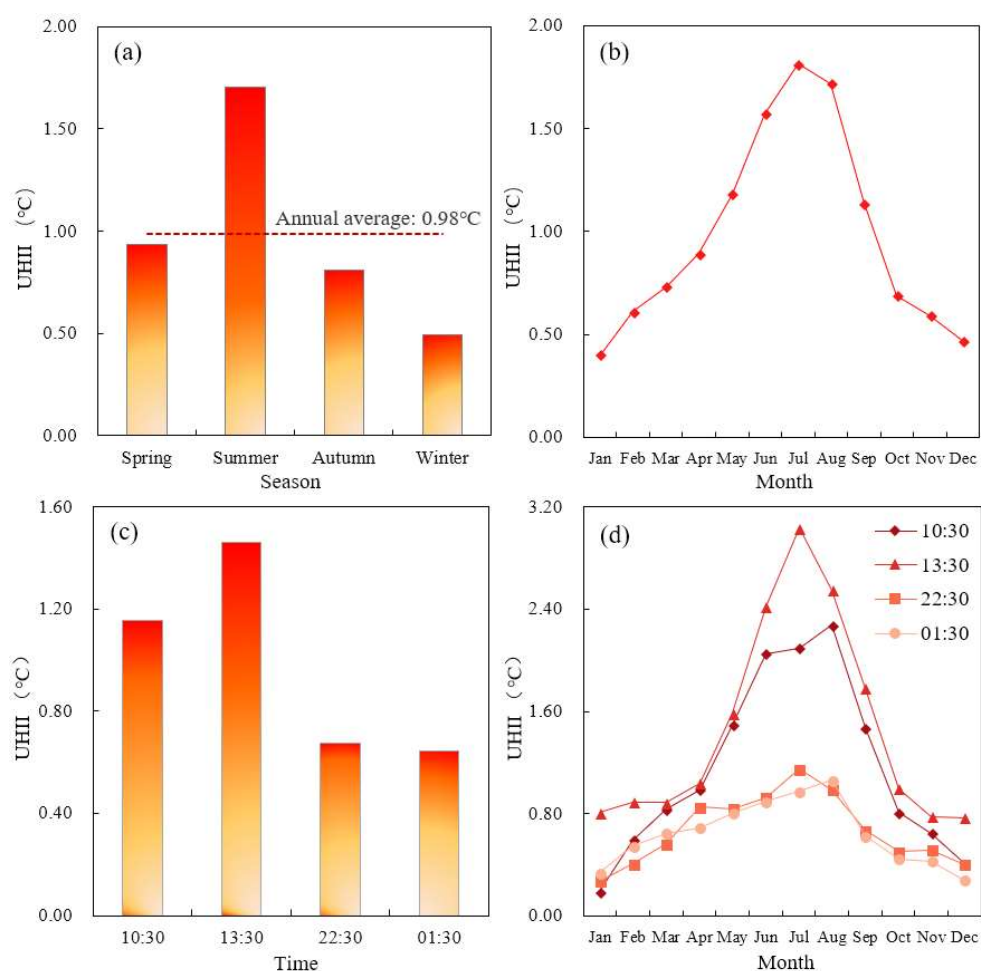 (a)
2.00
1.50
1.00
0.50
0.00
UHII （℃）
Annual average: 0.98℃
Spring Summer Autumn Winter
Season
(b)
2.00
1.50
1.00
0.50
0.00
UHII （℃）
Jan Feb Mar Apr May Jun Jul Aug Sep Oct Nov Dec
Month
(c)
1.60
1.20
0.80
0.40
0.00
UHII （℃）
10:30 13:30 22:30 01:30
Time
(d)
3.20
2.40
1.60
0.80
0.00
UHII （℃）
10:30
13:30
22:30
01:30
Jan Feb Mar Apr May Jun Jul Aug Sep Oct Nov Dec
Month